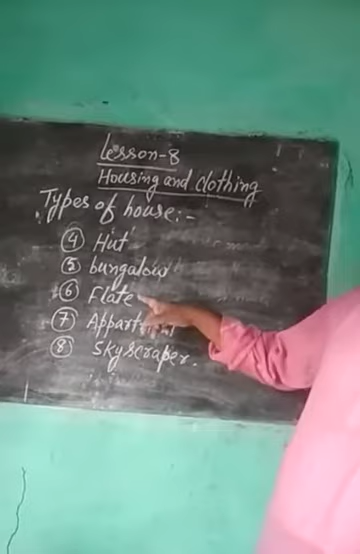 Lesson-8
Housing and clothing
Types of house:-
④ Hut
⑤ bungalow
⑥ Flate
⑦
⑧ Skyscraper.